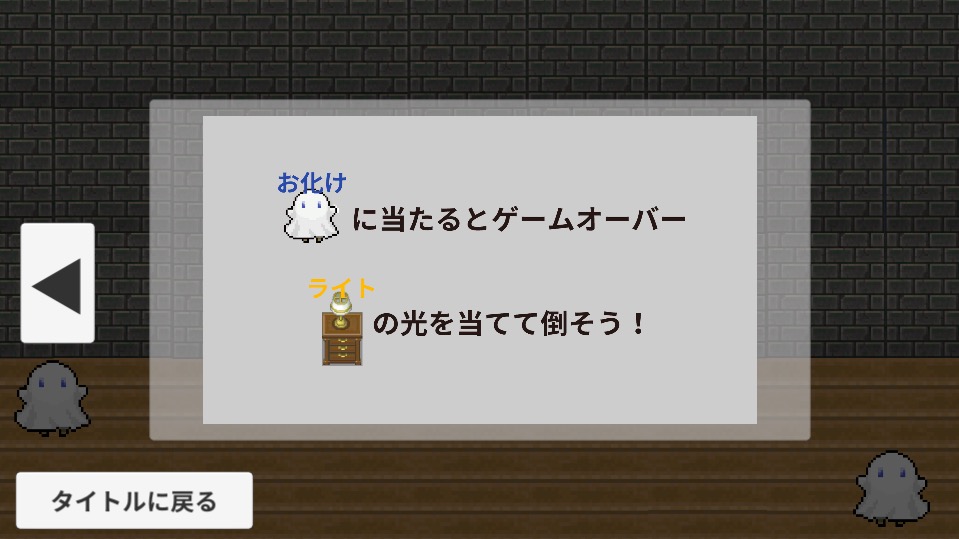 お化け
に当たるとゲームオーバー
ライト
の光を当てて倒そう！
タイトルに戻る